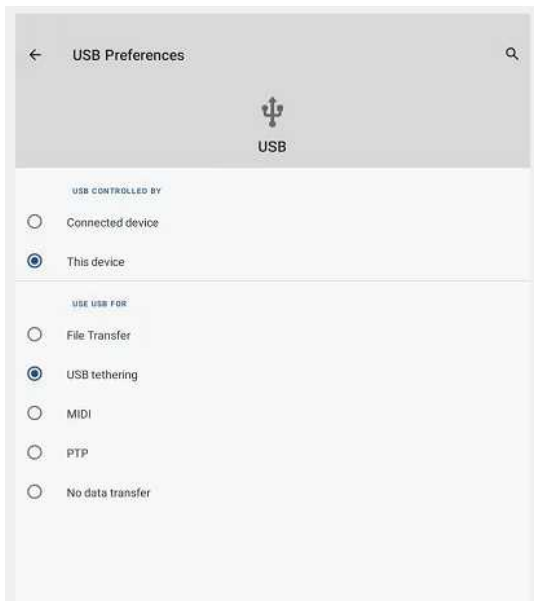 USB Preferences
USB
USB CONTROLLED BY
Connected device
This device
USE USB FOR
File Transfer
USB tethering
MIDI
PTP
No data transfer